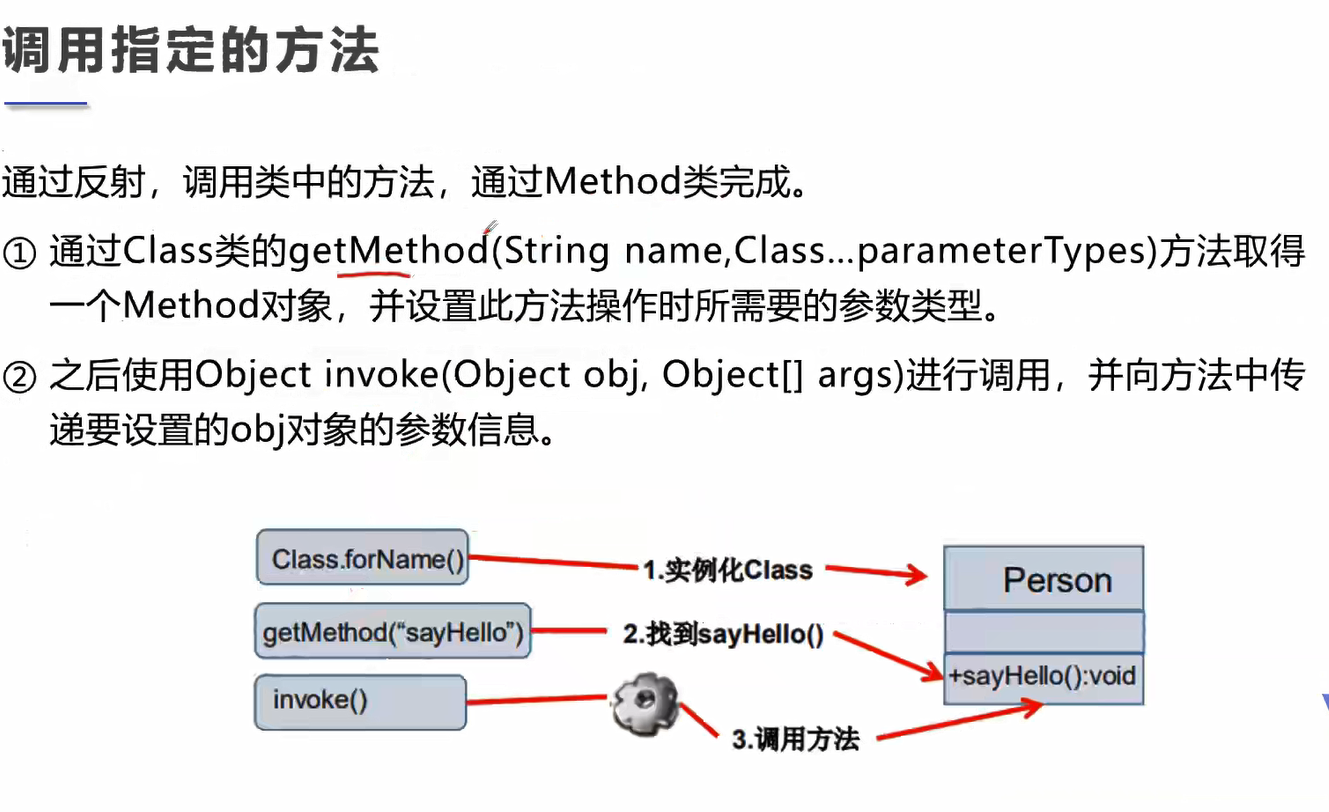 调用指定的方法
通过反射，调用类中的方法，通过Method类完成。
① 通过Class类的getMethod(String name,Class...parameterTypes)方法取得
一个Method对象，并设置此方法操作时所需要的参数类型。
② 之后使用Object invoke(Object obj, Object[] args)进行调用，并向方法中传
递要设置的obj对象的参数信息。
Class.forName()
1.实例化Class
Person
getMethod(“sayHello”)
2.找到sayHello()
+sayHello():void
invoke()
3.调用方法